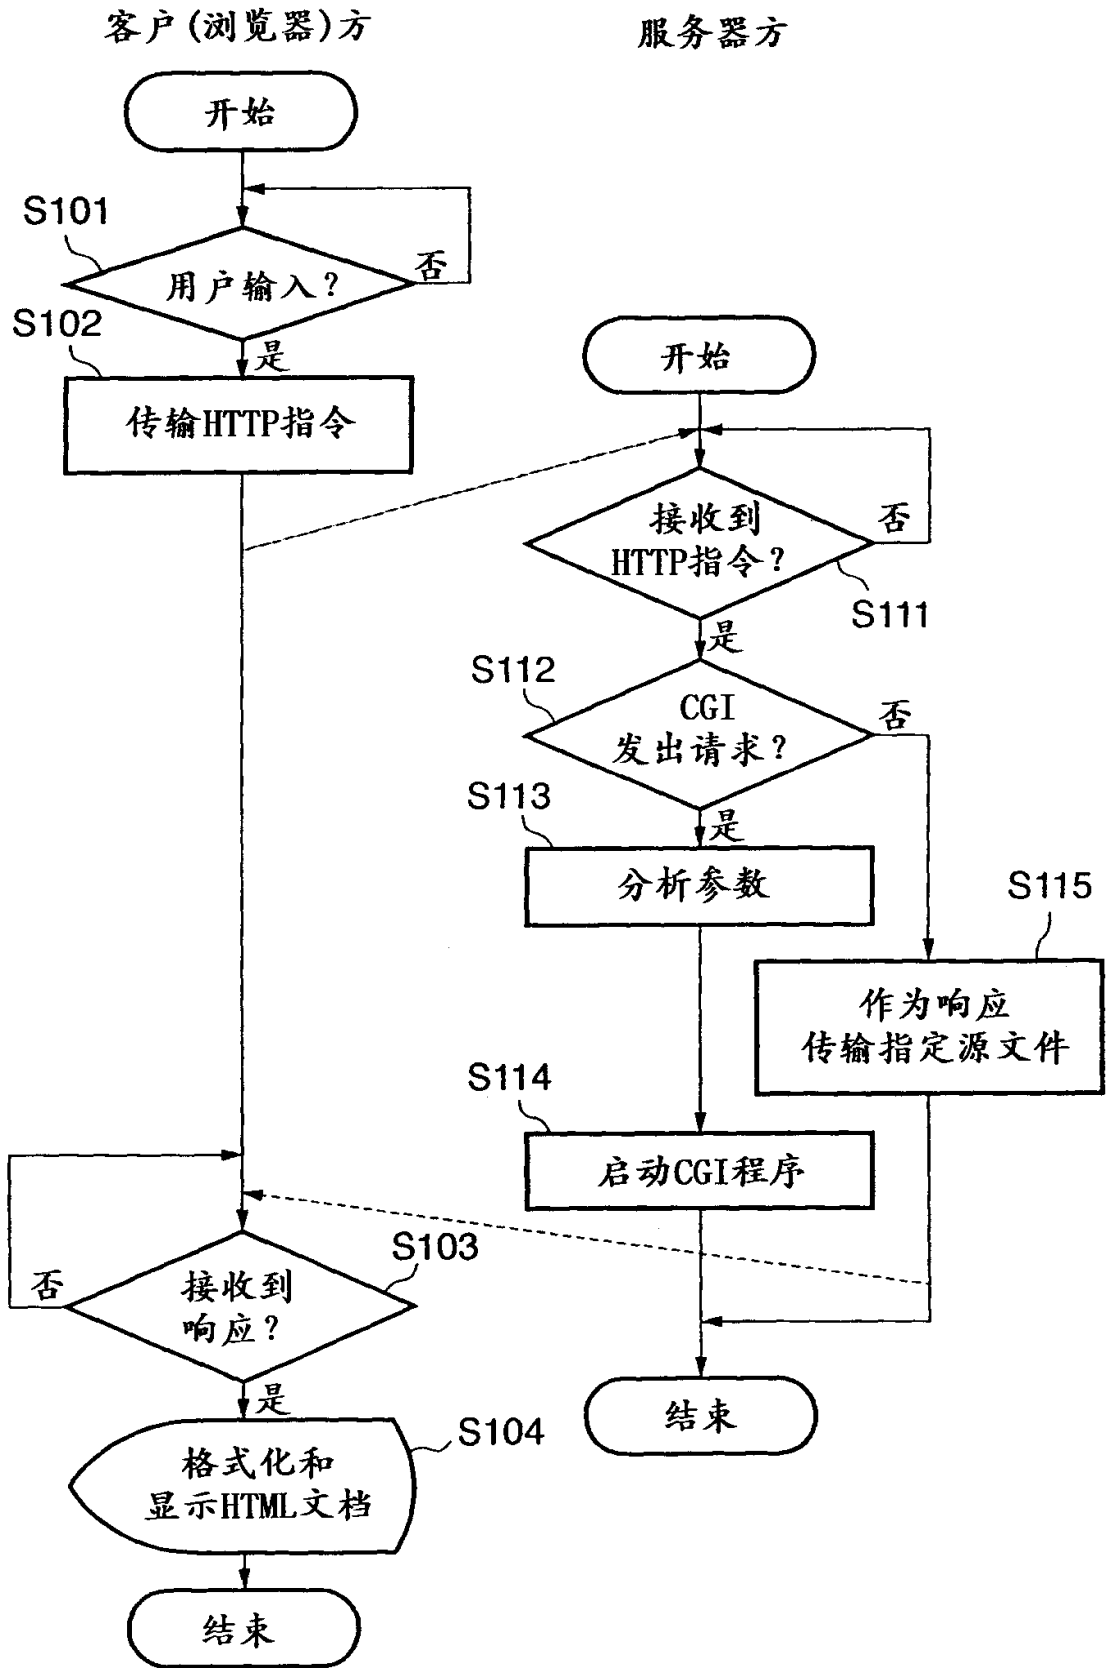 客户(浏览器)方
开始
S101
用户输入?
否
S102
是
传输HTTP指令
否
接收到
响应?
S103
是
格式化和
显示HTML文档
S104
结束
服务器方
开始
接收到
HTTP指令?
否
S111
是
S112
CGI
发出请求?
否
S113
是
分析参数
S115
作为响应
传输指定源文件
S114
启动CGI程序
结束